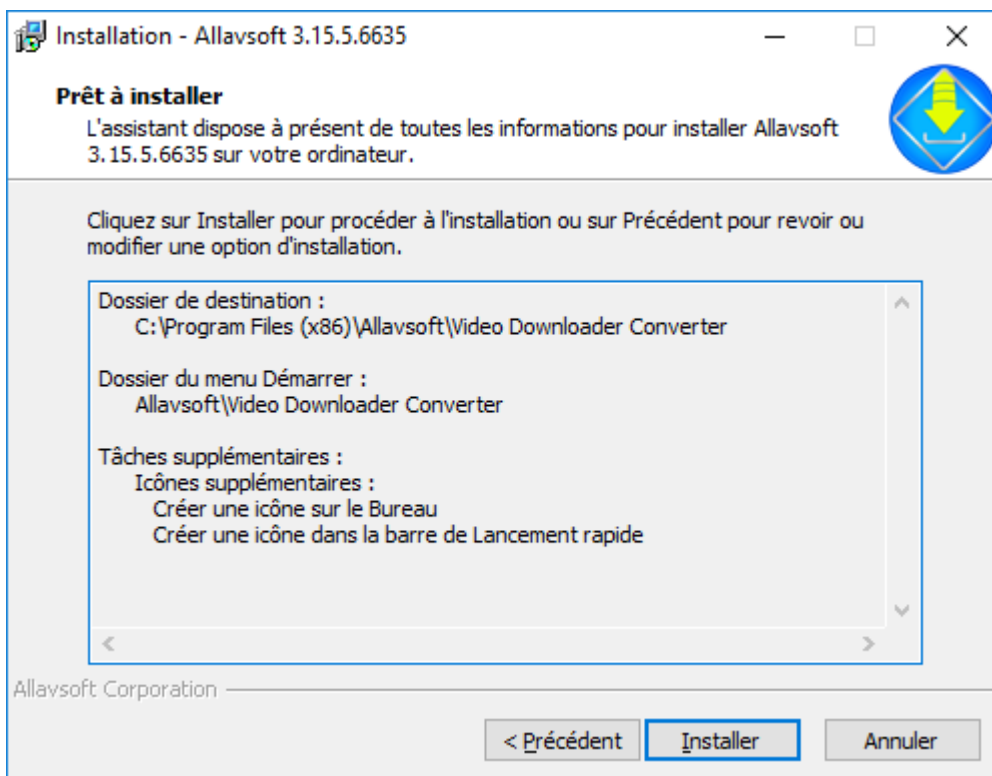 Installation - Allavsoft 3.15.5.6635
Prêt à installer
L'assistant dispose à présent de toutes les informations pour installer Allavsoft
3.15.5.6635 sur votre ordinateur.
Cliquez sur Installer pour procéder à l'installation ou sur Précédent pour revoir ou
modifier une option d'installation.
Dossier de destination :
C:\Program Files (x86)\Allavsoft\Video Downloader Converter
Dossier du menu Démarrer :
Allavsoft\Video Downloader Converter
Tâches supplémentaires :
Icônes supplémentaires :
Créer une icône sur le Bureau
Créer une icône dans la barre de Lancement rapide
Allavsoft Corporation
< Précédent
Installer
Annuler